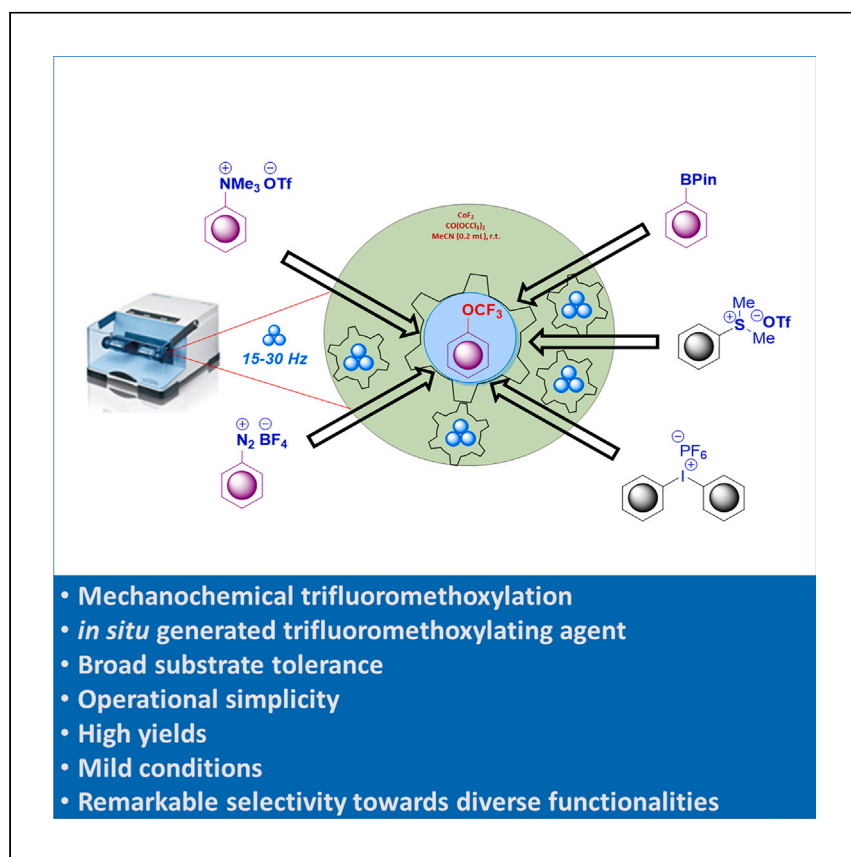 ⊕ ⊖
NMe3 OTf
BPin
CoF2
CO(OCCl3)2
MeCN (0.2 mL), r.t.
OCF3
Me
⊕ ⊖
S OTf
Me
15-30 Hz
⊕ ⊖
N2 BF4
⊖
PF6
⊕
I
• Mechanochemical trifluoromethoxylation
• in situ generated trifluoromethoxylating agent
• Broad substrate tolerance
• Operational simplicity
• High yields
• Mild conditions
• Remarkable selectivity towards diverse functionalities